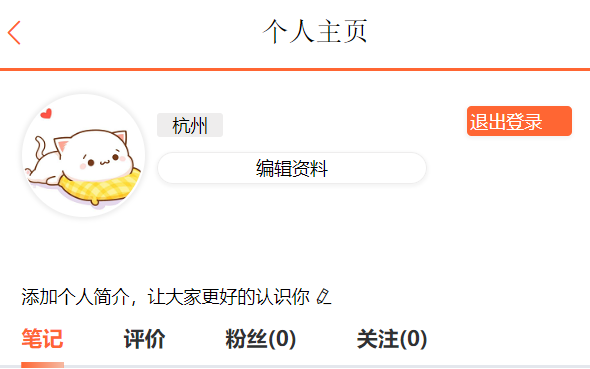 个人主页
杭州
退出登录
编辑资料
添加个人简介，让大家更好的认识你
笔记 评价 粉丝(0) 关注(0)